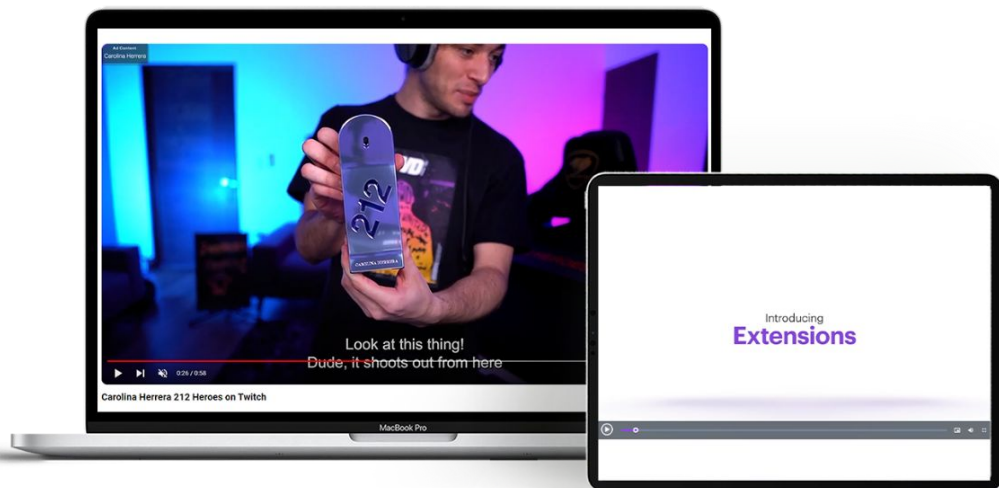 Ad Content
Carolina Herrera
212
CAROLINA HERRERA
Look at this thing!
Dude, it shoots out from here
0:26 / 0:58
Carolina Herrera 212 Heroes on Twitch
MacBook Pro
Introducing
Extensions